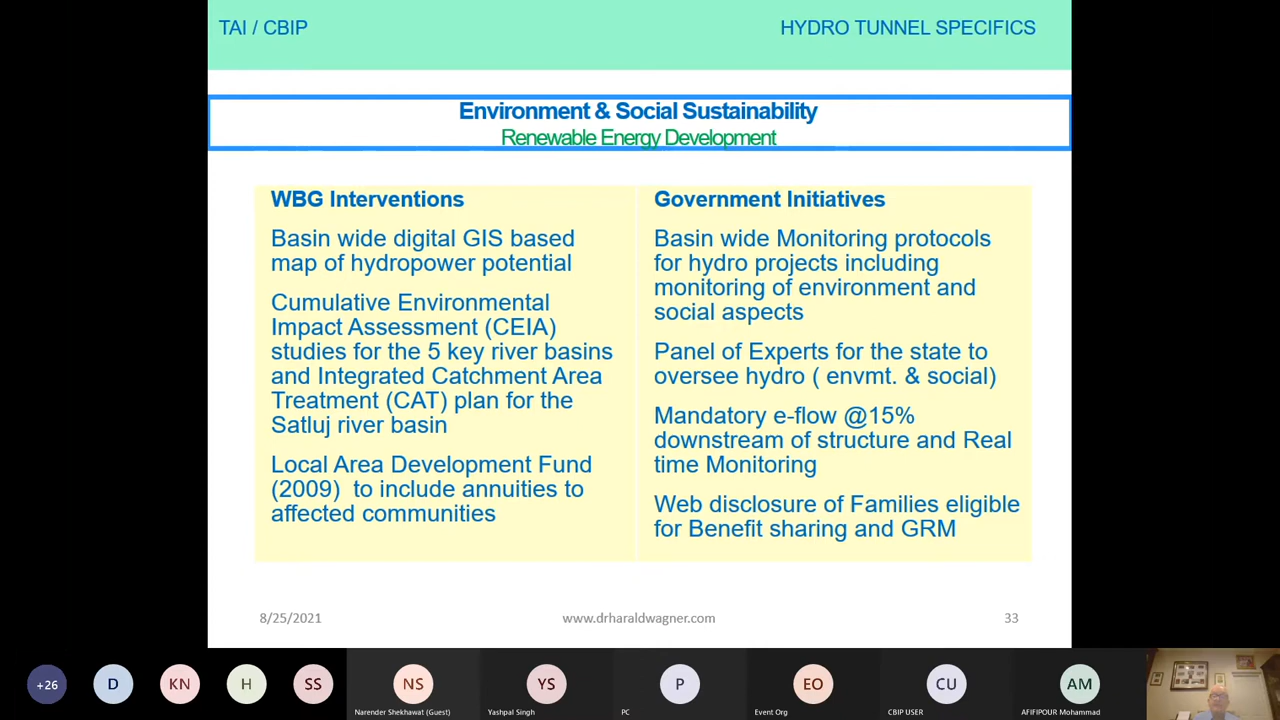 TAI / CBIP
HYDRO TUNNEL SPECIFICS
Environment & Social Sustainability
Renewable Energy Development
WBG Interventions
Basin wide digital GIS based
map of hydropower potential
Cumulative Environmental
Impact Assessment (CEIA)
studies for the 5 key river basins
and Integrated Catchment Area
Treatment (CAT) plan for the
Satluj river basin
Local Area Development Fund
(2009) to include annuities to
affected communities
Government Initiatives
Basin wide Monitoring protocols
for hydro projects including
monitoring of environment and
social aspects
Panel of Experts for the state to
oversee hydro ( envmt. & social)
Mandatory e-flow @15%
downstream of structure and Real
time Monitoring
Web disclosure of Families eligible
for Benefit sharing and GRM
8/25/2021
www.drharaldwagner.com
33
+26
D
KN
H
SS
NS
YS
P
EO
CU
AM
Narender Shekhawat (Guest)
Yashpal Singh
PC
Event Org
CBIP USER
AFIFIPOUR Mohammad